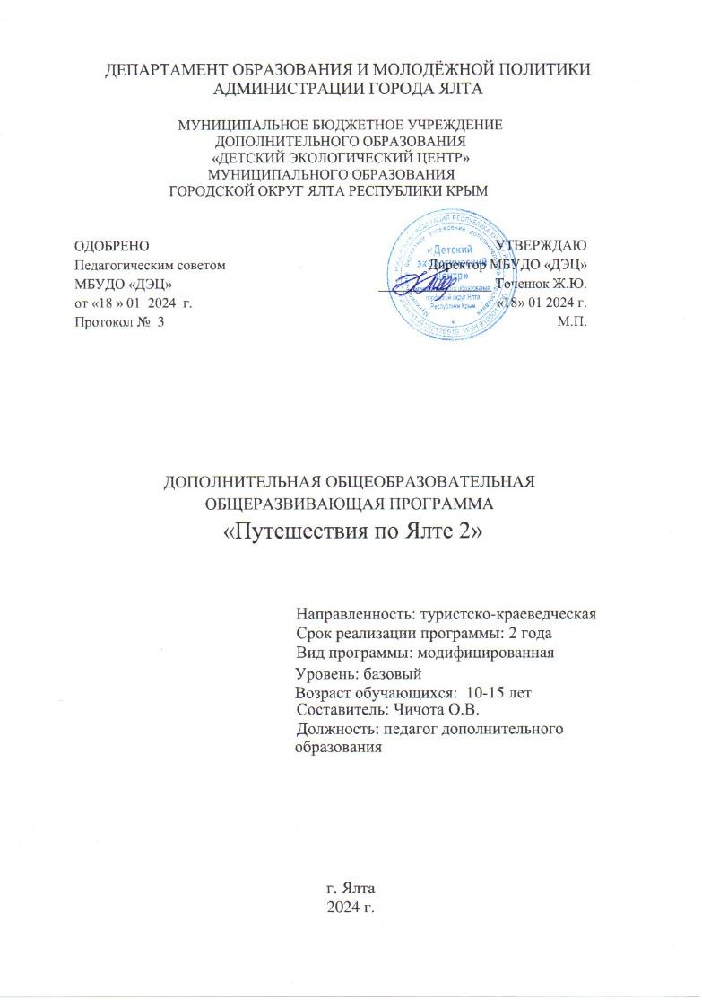 ДЕПАРТАМЕНТ ОБРАЗОВАНИЯ И МОЛОДЁЖНОЙ ПОЛИТИКИ
АДМИНИСТРАЦИИ ГОРОДА ЯЛТА
МУНИЦИПАЛЬНОЕ БЮДЖЕТНОЕ УЧРЕЖДЕНИЕ
ДОПОЛНИТЕЛЬНОГО ОБРАЗОВАНИЯ
«ДЕТСКИЙ ЭКОЛОГИЧЕСКИЙ ЦЕНТР»
МУНИЦИПАЛЬНОГО ОБРАЗОВАНИЯ
ГОРОДСКОЙ ОКРУГ ЯЛТА РЕСПУБЛИКИ КРЫМ
ОДОБРЕНО
Педагогическим советом
МБУДО «ДЭЦ»
от «18 » 01 2024 г.
Протокол № 3
УТВЕРЖДАЮ
Директор МБУДО «ДЭЦ»
Точенюк Ж.Ю.
«18» 01 2024 г.
М.П.
«Детский
экологический
центр»
городской округ Ялта
Республики Крым
ДОПОЛНИТЕЛЬНАЯ ОБЩЕОБРАЗОВАТЕЛЬНАЯ
ОБЩЕРАЗВИВАЮЩАЯ ПРОГРАММА
«Путешествия по Ялте 2»
Направленность: туристско-краеведческая
Срок реализации программы: 2 года
Вид программы: модифицированная
Уровень: базовый
Возраст обучающихся: 10-15 лет
Составитель: Чичота О.В.
Должность: педагог дополнительного
образования
г. Ялта
2024 г.